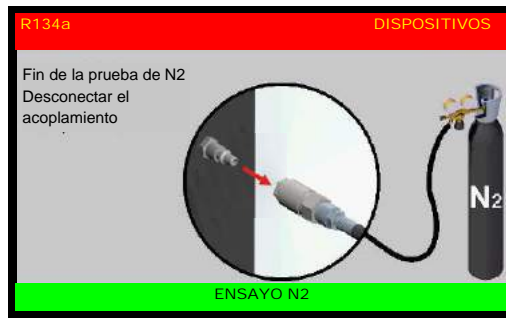 R134a DISPOSITIVOS
Fin de la prueba de N2
Desconectar el
acoplamiento
N2
ENSAYO N2